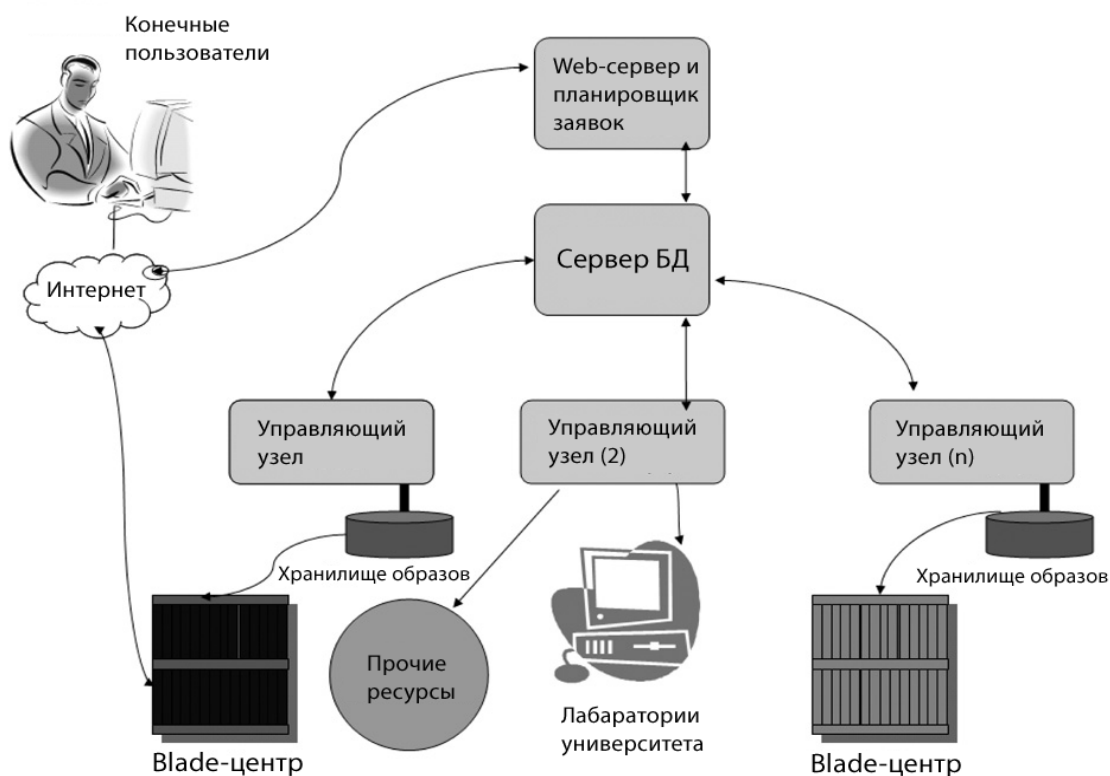 Конечные
пользователи
Web-сервер и
планировщик
заявок
Сервер БД
Интернет
Управляющий
узел
Управляющий
узел (2)
Управляющий
узел (n)
Хранилище образов
Хранилище образов
Прочие
ресурсы
Лабаратории
университета
Blade-центр
Blade-центр